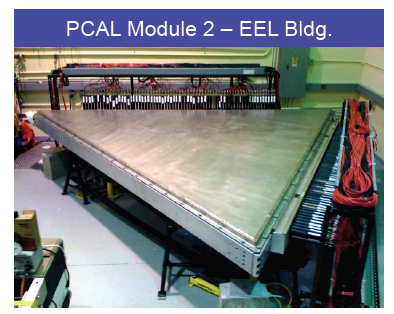 PCAL Module 2 – EEL Bldg.